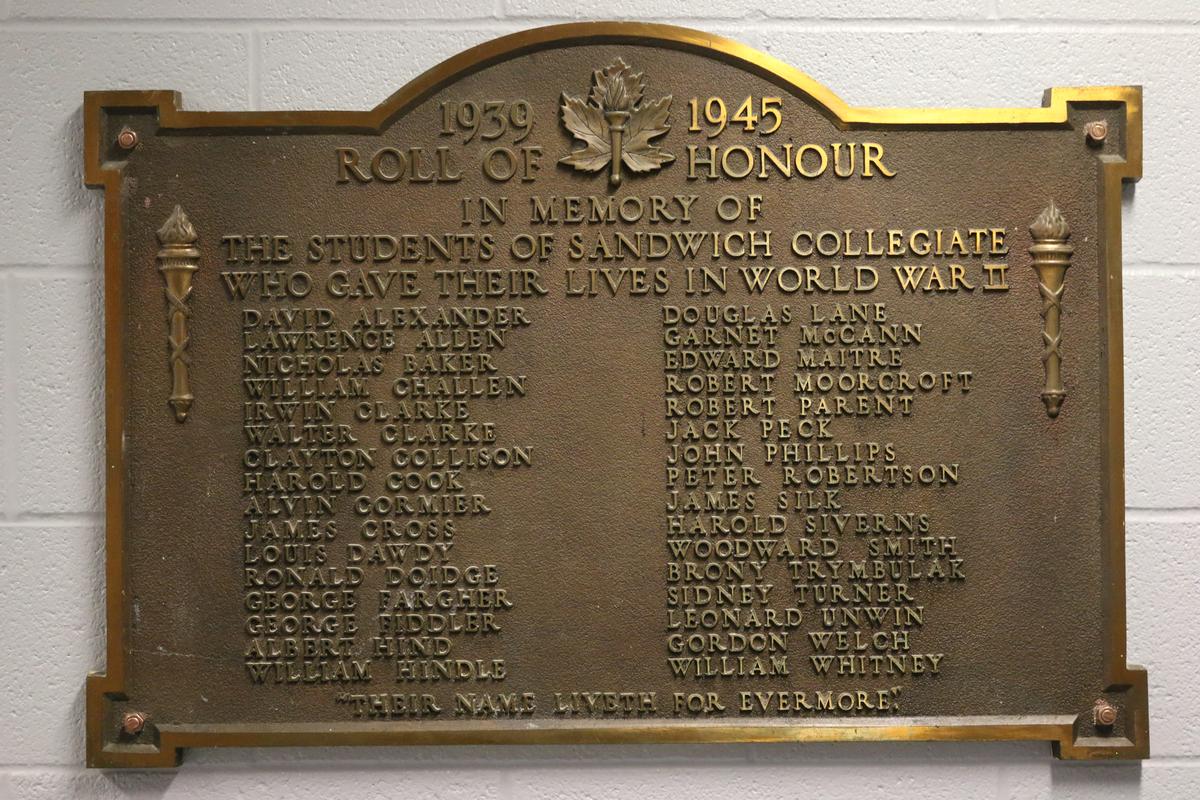 1939 1945
ROLL OF HONOUR
IN MEMORY OF
THE STUDENTS OF SANDWICH COLLEGIATE
WHO GAVE THEIR LIVES IN WORLD WAR II
DAVID ALEXANDER
LAWRENCE ALLEN
NICHOLAS BAKER
WILLIAM CHALLEN
IRWIN CLARKE
WALTER CLARKE
CLAYTON COLLISON
HAROLD COOK
ALVIN CORMIER
JAMES CROSS
LOUIS DAWDY
RONALD DOIDGE
GEORGE FARGHER
GEORGE FIDDLER
ALBERT HIND
WILLIAM HINDLE
DOUGLAS LANE
GARNET McCANN
EDWARD MAITRE
ROBERT MOORCROFT
ROBERT PARENT
JACK PECK
JOHN PHILLIPS
PETER ROBERTSON
JAMES SILK
HAROLD SIVERNS
WOODWARD SMITH
BRONY TRYMBULAK
SIDNEY TURNER
LEONARD UNWIN
GORDON WELCH
WILLIAM WHITNEY
"THEIR NAME LIVETH FOR EVERMORE."